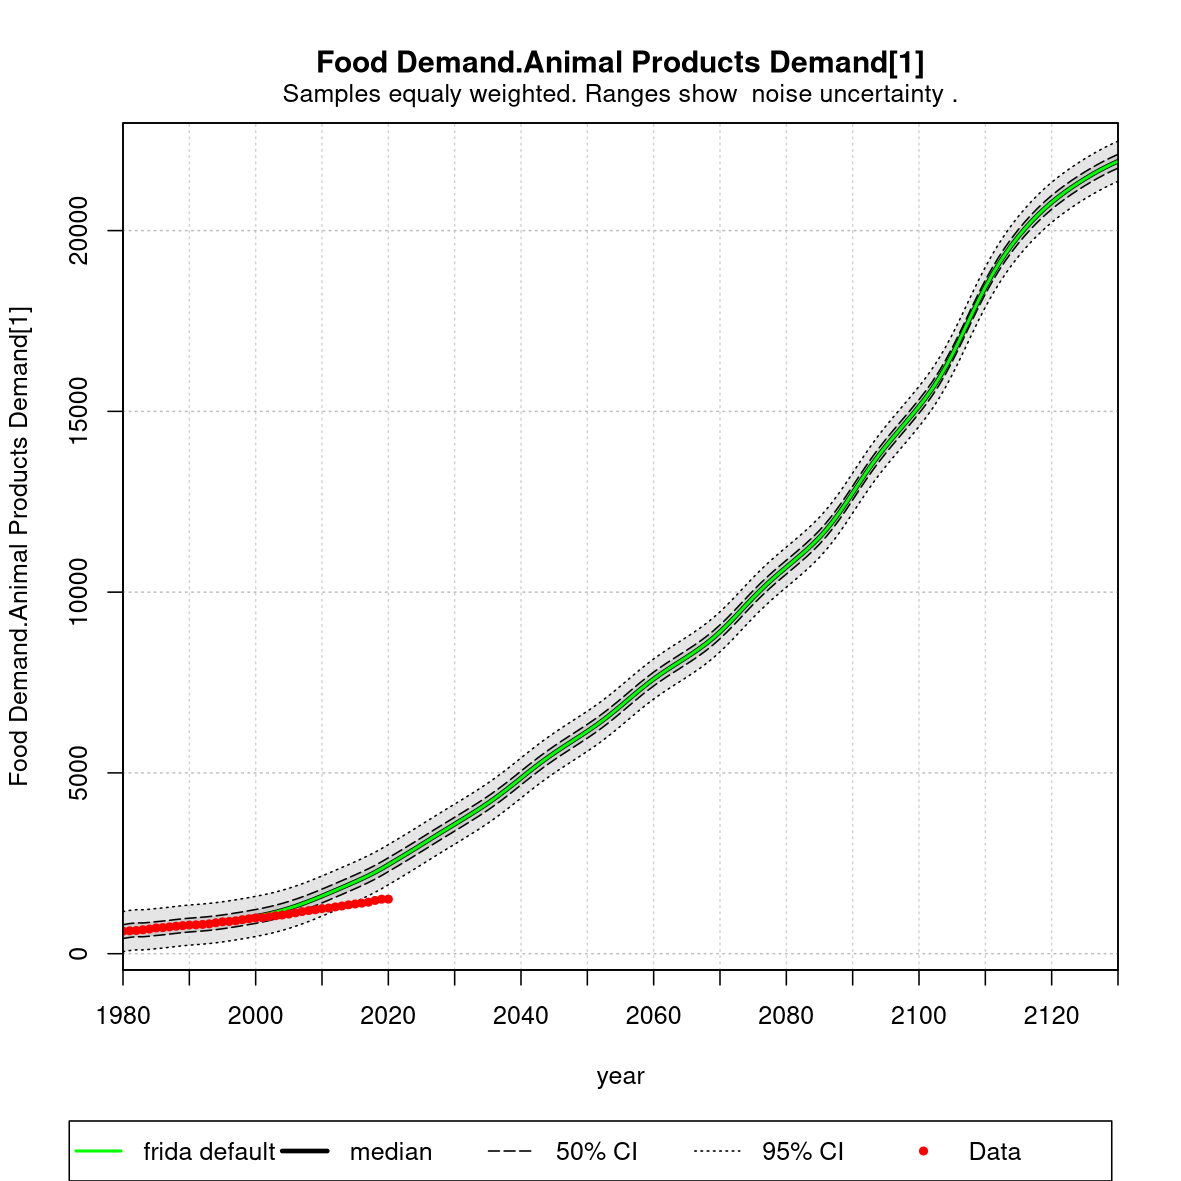 Food Demand.Animal Products Demand[1]
Samples equaly weighted. Ranges show  noise uncertainty .
Food Demand.Animal Products Demand[1]
20000
15000
10000
5000
0
1980 2000 2020 2040 2060 2080 2100 2120
year
frida default median 50% CI 95% CI Data